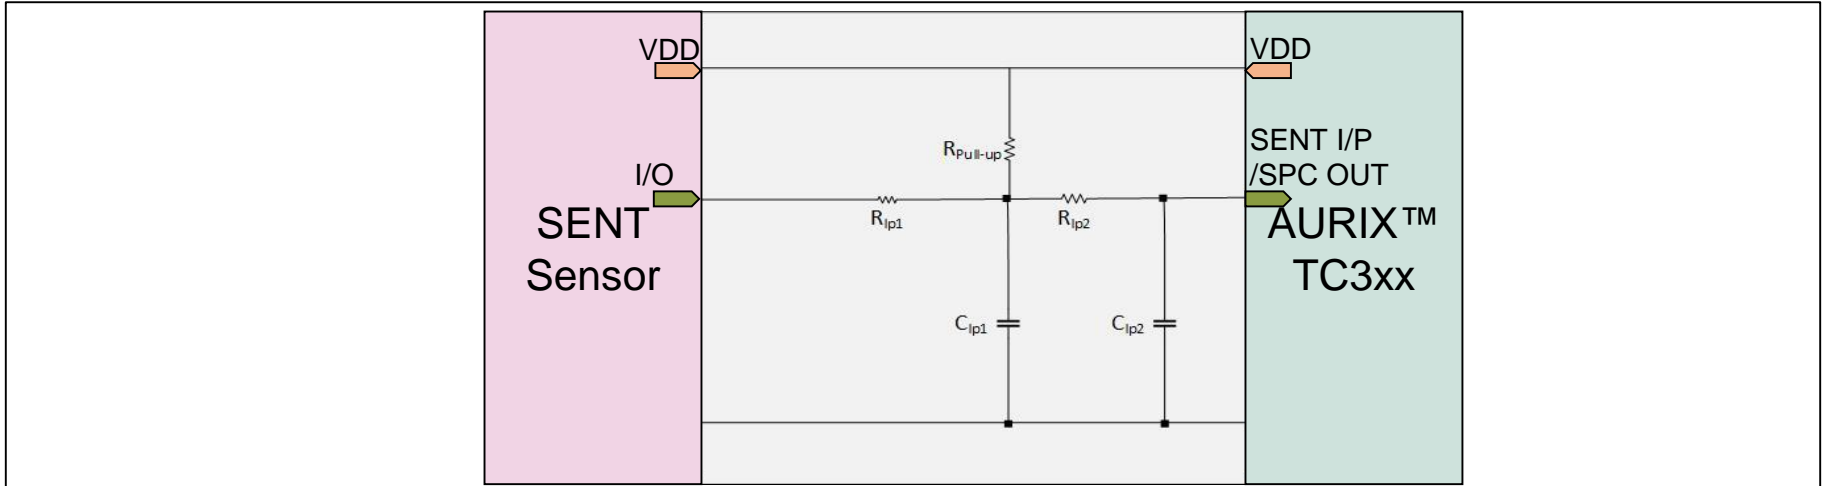 VDD
VDD
SENT I/P
/SPC OUT
I/O
RPull-up
Rlp1
Rlp2
SENT
Sensor
AURIX™
TC3xx
Clp1
Clp2